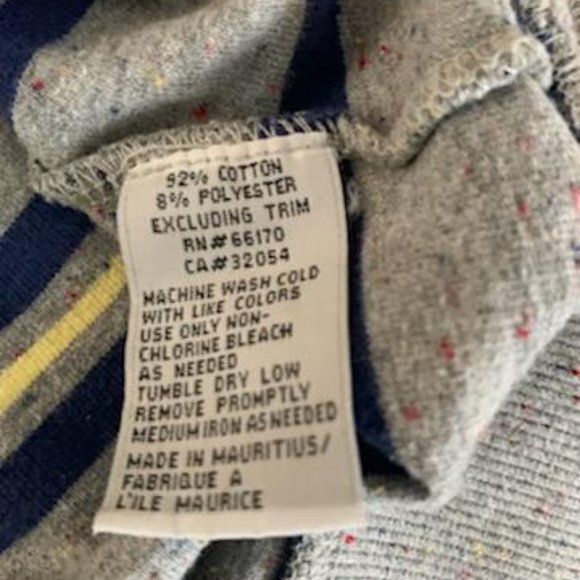 92% COTTON
8% POLYESTER
EXCLUDING TRIM
RN#66170
CA#32054
MACHINE WASH COLD
WITH LIKE COLORS
USE ONLY NON-
CHLORINE BLEACH
AS NEEDED
TUMBLE DRY LOW
REMOVE PROMPTLY
MEDIUM IRON AS NEEDED
MADE IN MAURITIUS/
FABRIQUE A
L'ILE MAURICE